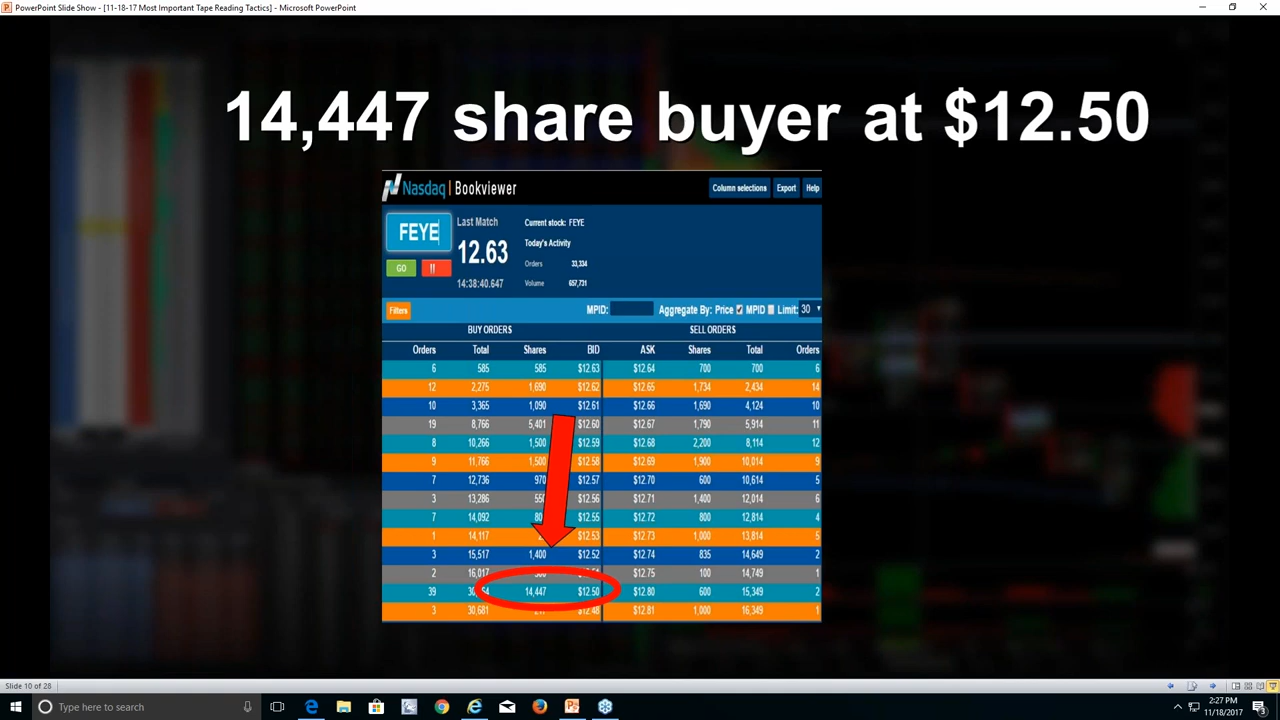 PowerPoint Slide Show - [11-18-17 Most Important Tape Reading Tactics] - Microsoft PowerPoint
14,447 share buyer at $12.50
Nasdaq | Bookviewer Column selections Export Help
FEYE Last Match Current stock: FEYE
12.63 Today's Activity
GO Orders 33,334
14:38:40.647 Volume 657,731
Filters MPID: Aggregate By: Price MPID Limit: 30
BUY ORDERS SELL ORDERS
Orders Total Shares BID ASK Shares Total Orders
6 585 585 $12.63 $12.64 700 700 6
12 2,275 1,690 $12.62 $12.65 1,734 2,434 14
10 3,365 1,090 $12.61 $12.66 1,690 4,124 10
19 8,766 5,401 $12.60 $12.67 1,790 5,914 11
8 10,266 1,500 $12.59 $12.68 2,200 8,114 12
9 11,766 1,500 $12.58 $12.69 1,900 10,014 9
7 12,736 970 $12.57 $12.70 600 10,614 5
3 13,286 $12.56 $12.71 1,400 12,014 6
7 14,092 $12.55 $12.72 800 12,814 4
1 14,117 $12.53 $12.73 1,000 13,814 5
3 15,517 1,400 $12.52 $12.74 835 14,649 2
2 16,017 $12.75 100 14,749 1
39 14,447 $12.50 $12.80 600 15,349 2
3 30,681 $12.48 $12.81 1,000 16,349 1
Slide 10 of 28
Type here to search
2:27 PM
11/18/2017